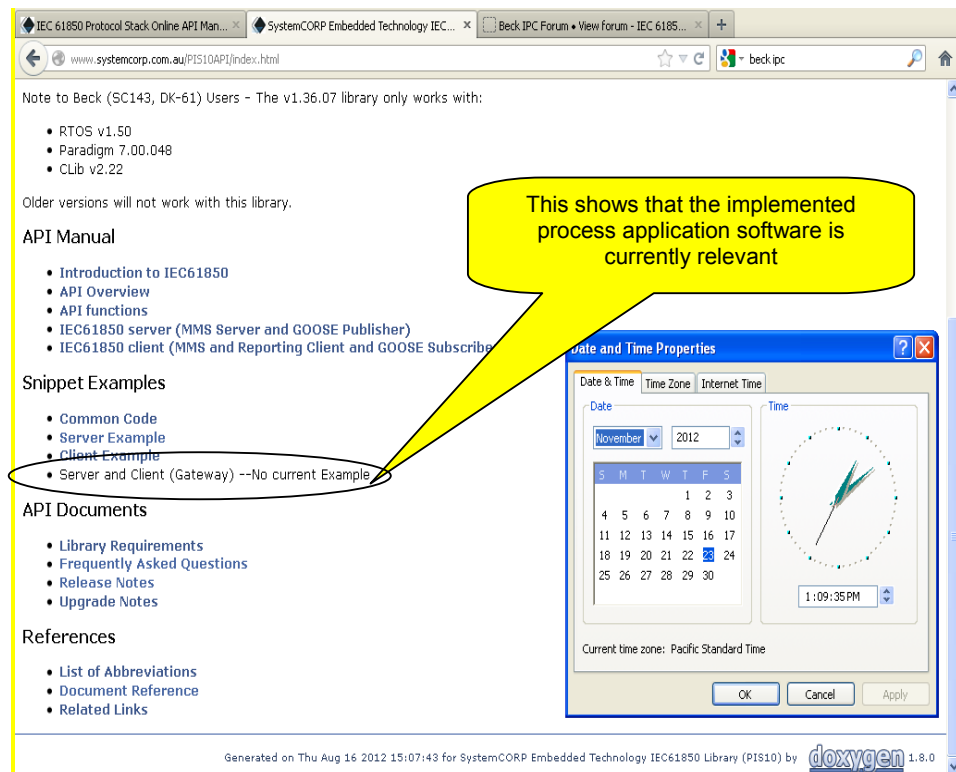 IEC 61850 Protocol Stack Online API Man... ×
SystemCORP Embedded Technology IEC... ×
Beck IPC Forum • View forum - IEC 6185... ×
+
www.systemcorp.com.au/PIS10API/index.html
beck ipc
Note to Beck (SC143, DK-61) Users - The v1.36.07 library only works with:
• RTOS v1.50
• Paradigm 7.00.048
• CLib v2.22
Older versions will not work with this library.
This shows that the implemented
process application software is
currently relevant
API Manual
• Introduction to IEC61850
• API Overview
• API functions
• IEC61850 server (MMS Server and GOOSE Publisher)
• IEC61850 client (MMS and Reporting Client and GOOSE Subscribe
Snippet Examples
• Common Code
• Server Example
• Client Example
• Server and Client (Gateway) --No current Example
API Documents
• Library Requirements
• Frequently Asked Questions
• Release Notes
• Upgrade Notes
References
• List of Abbreviations
• Document Reference
• Related Links
Date and Time Properties
Date & Time Time Zone Internet Time
Date
November 2012
S M T W T F S
1 2 3
4 5 6 7 8 9 10
11 12 13 14 15 16 17
18 19 20 21 22 23 24
25 26 27 28 29 30
Time
1:09:35 PM
Current time zone: Pacific Standard Time
OK Cancel Apply
Generated on Thu Aug 16 2012 15:07:43 for SystemCORP Embedded Technology IEC61850 Library (PIS10) by doxygen 1.8.0